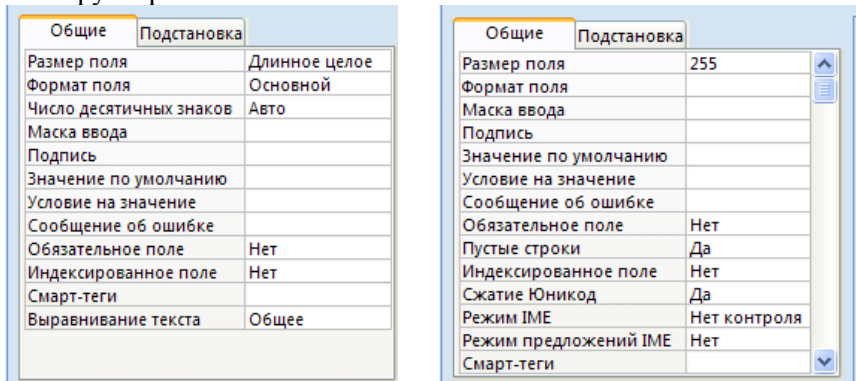 Общие Подстановка
Размер поля Длинное целое
Формат поля Основной
Число десятичных знаков Авто
Маска ввода
Подпись
Значение по умолчанию
Условие на значение
Сообщение об ошибке
Обязательное поле Нет
Индексированное поле Нет
Смарт-теги
Выравнивание текста Общее
Общие Подстановка
Размер поля 255
Формат поля
Маска ввода
Подпись
Значение по умолчанию
Условие на значение
Сообщение об ошибке
Обязательное поле Нет
Пустые строки Да
Индексированное поле Нет
Сжатие Юникод Да
Режим IME Нет контроля
Режим предложений IME Нет
Смарт-теги